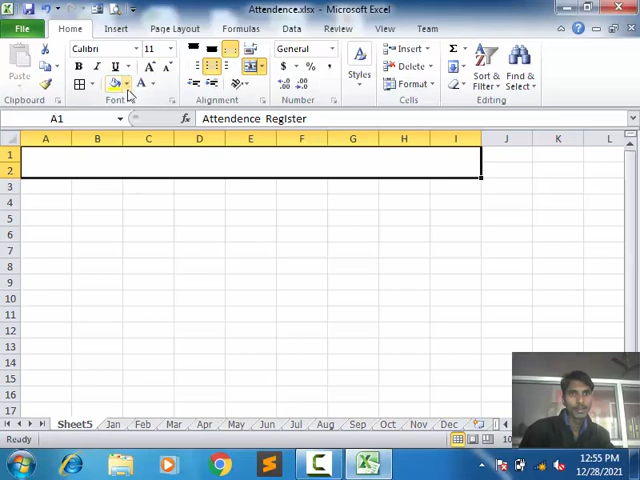 Attendence.xlsx - Microsoft Excel
File Home Insert Page Layout Formulas Data Review View Team
Paste
Clipboard
Calibri 11
B I U
A A
A
Font
Alignment
General
$ % ,
Number
Styles
Insert
Delete
Format
Cells
Σ
Sort & Filter
Find & Select
Editing
A1 fx Attendence Register
A B C D E F G H I J K L
1
2
3
4
5
6
7
8
9
10
11
12
13
14
15
16
17
Sheet5 Jan Feb Mar Apr May Jun Jul Aug Sep Oct Nov Dec
Ready
10
12:55 PM
12/28/2021